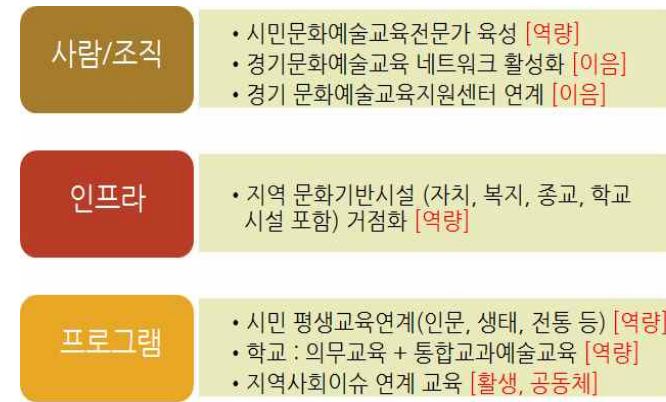 사람/조직
• 시민문화예술교육전문가 육성 [역량]
• 경기문화예술교육 네트워크 활성화 [이음]
• 경기 문화예술교육지원센터 연계 [이음]
인프라
• 지역 문화기반시설 (자치, 복지, 종교, 학교
시설 포함) 거점화 [역량]
프로그램
• 시민 평생교육연계(인문, 생태, 전통 등) [역량]
• 학교 : 의무교육 + 통합교과예술교육 [역량]
• 지역사회이슈 연계 교육 [활생, 공동체]